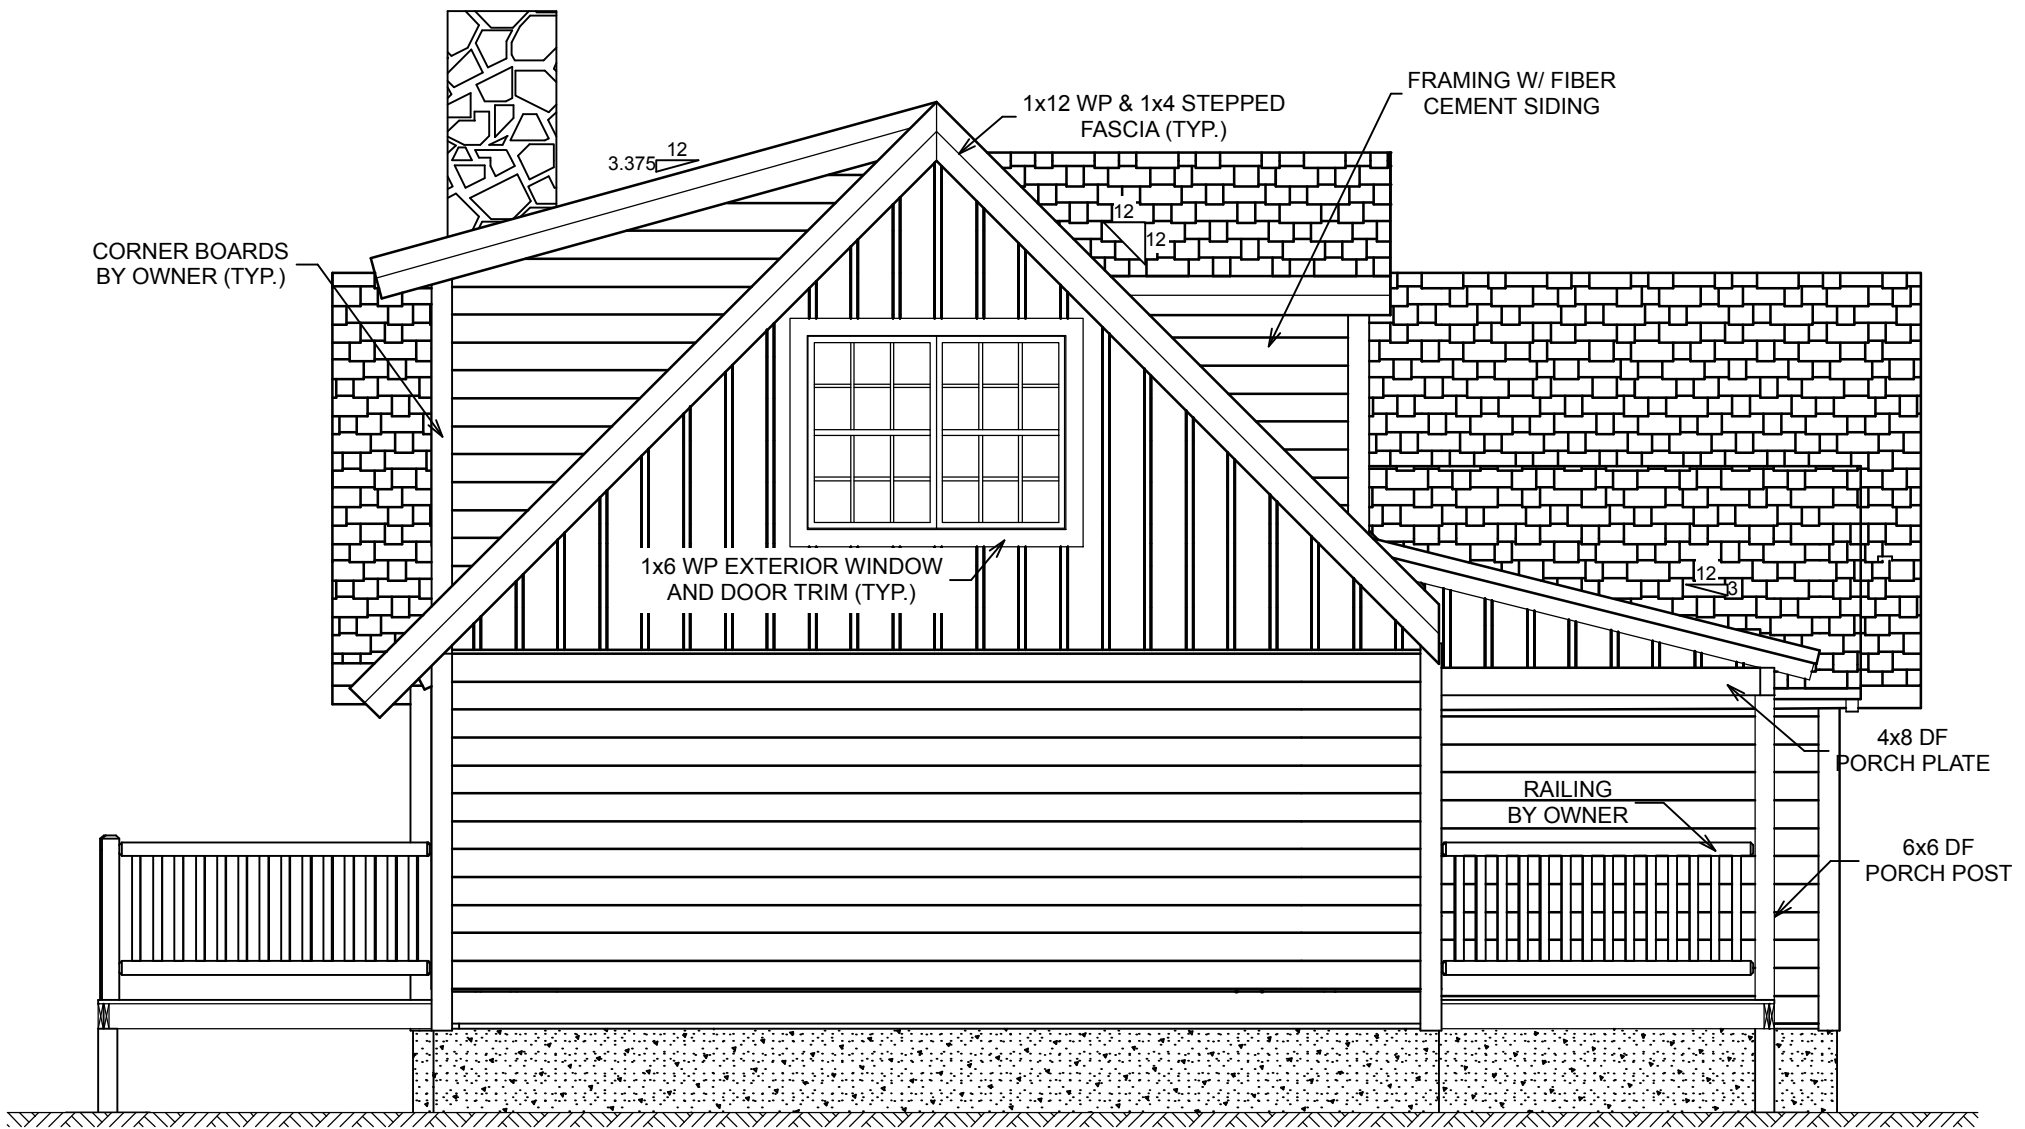 FRAMING W/ FIBER
CEMENT SIDING
1x12 WP & 1x4 STEPPED
FASCIA (TYP.)
12
3.375
12
12
CORNER BOARDS
BY OWNER (TYP.)
1x6 WP EXTERIOR WINDOW
AND DOOR TRIM (TYP.)
12
3
4x8 DF
PORCH PLATE
RAILING
BY OWNER
6x6 DF
PORCH POST